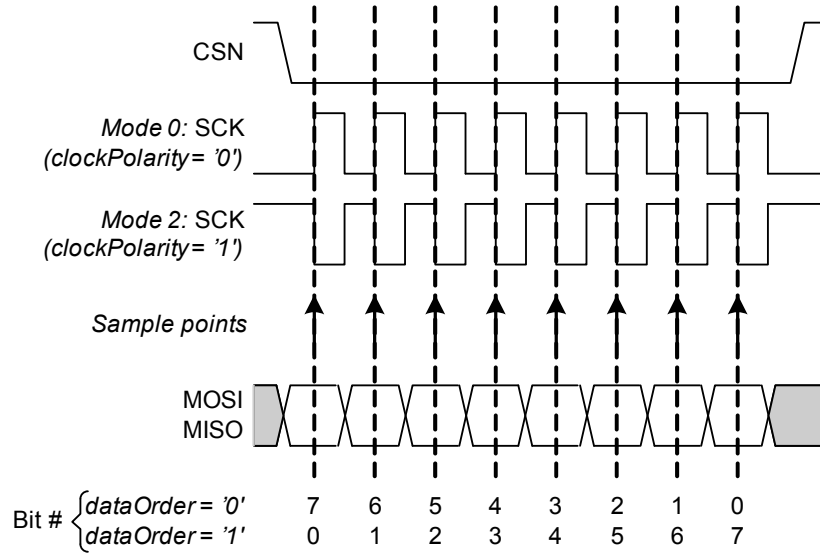 CSN
Mode 0: SCK
(clockPolarity= '0')
Mode 2: SCK
(clockPolarity= '1')
Sample points
MOSI
MISO
Bit # { dataOrder = '0' 7 6 5 4 3 2 1 0
dataOrder = '1' 0 1 2 3 4 5 6 7